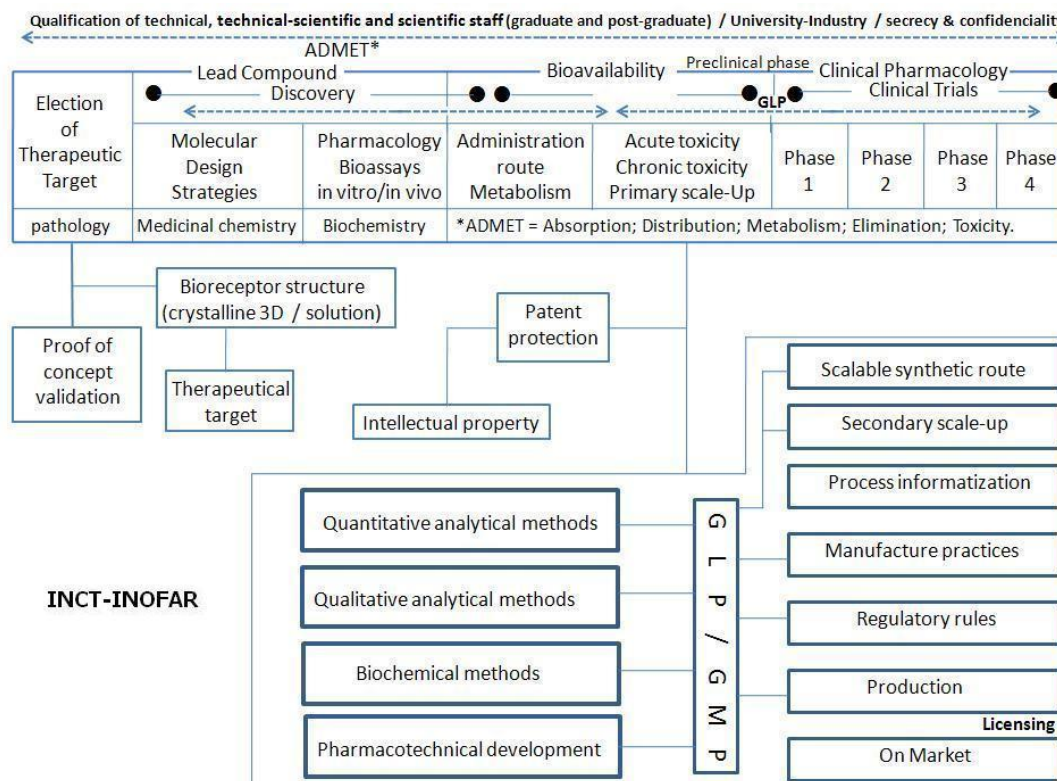 Qualification of technical, technical-scientific and scientific staff (graduate and post-graduate) / University-Industry / secrecy & confidenciality
ADMET*
Lead Compound
Discovery
Bioavailability
Preclinical phase
GLP
Clinical Pharmacology
Clinical Trials
Election
of
Therapeutic
Target
Molecular
Design
Strategies
Pharmacology
Bioassays
in vitro/in vivo
Administration
route
Metabolism
Acute toxicity
Chronic toxicity
Primary scale-Up
Phase
1
Phase
2
Phase
3
Phase
4
pathology
Medicinal chemistry
Biochemistry
*ADMET = Absorption; Distribution; Metabolism; Elimination; Toxicity.
Bioreceptor structure
(crystalline 3D / solution)
Proof of
concept
validation
Therapeutical
target
Patent
protection
Intellectual property
Scalable synthetic route
Secondary scale-up
Process informatization
Manufacture practices
Regulatory rules
Production
Licensing
On Market
Quantitative analytical methods
Qualitative analytical methods
Biochemical methods
Pharmacotechnical development
GLP/GMP
INCT-INOFAR